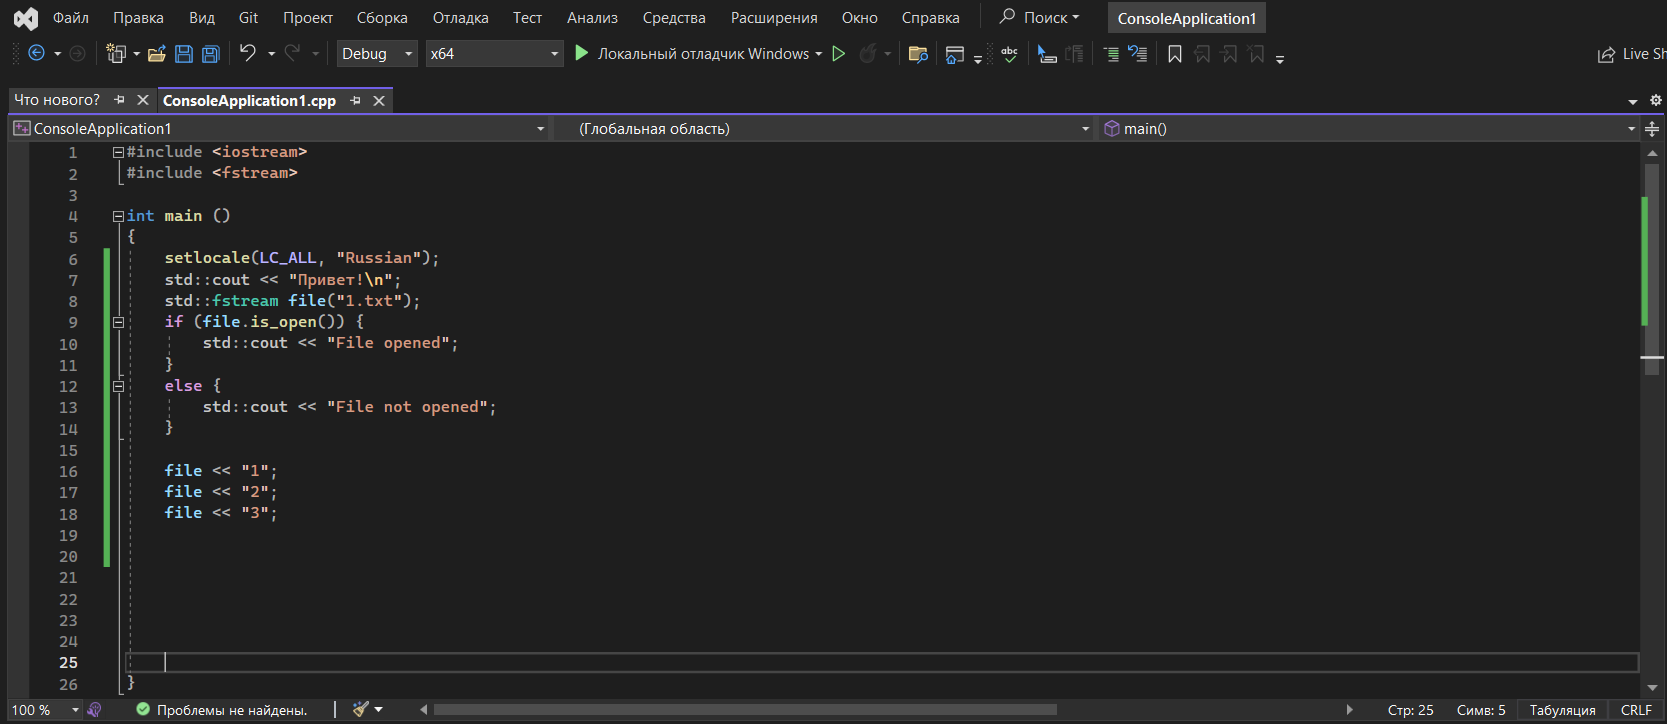 Файл Правка Вид Git Проект Сборка Отладка Тест Анализ Средства Расширения Окно Справка Поиск ConsoleApplication1
Debug x64 Локальный отладчик Windows abc Live Sh
Что нового? ConsoleApplication1.cpp
ConsoleApplication1 (Глобальная область) main()
1 #include <iostream>
2 #include <fstream>
3
4 int main ()
5 {
6 setlocale(LC_ALL, "Russian");
7 std::cout << "Привет!\n";
8 std::fstream file("1.txt");
9 if (file.is_open()) {
10 std::cout << "File opened";
11 }
12 else {
13 std::cout << "File not opened";
14 }
15
16 file << "1";
17 file << "2";
18 file << "3";
19
20
21
22
23
24
25
26 }
100 % Проблемы не найдены. Стр: 25 Симв: 5 Табуляция CRLF